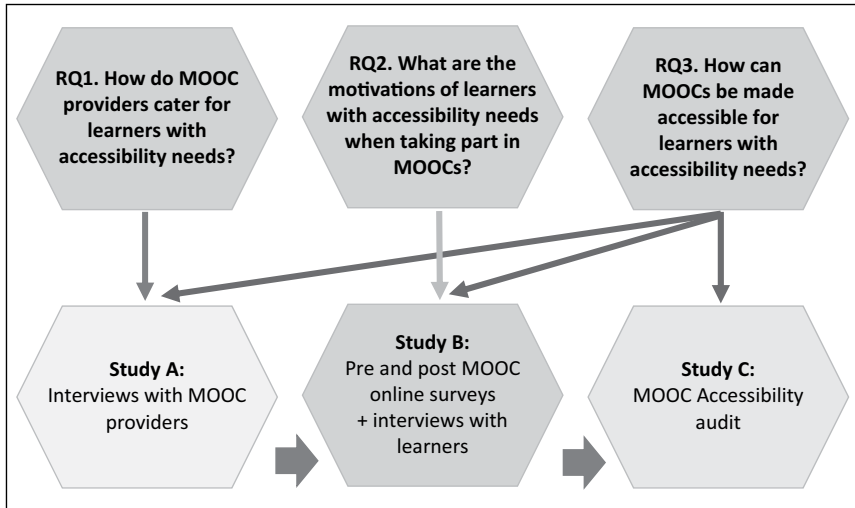 RQ1. How do MOOC
providers cater for
learners with
accessibility needs?
RQ2. What are the
motivations of learners
with accessibility needs
when taking part in
MOOCs?
RQ3. How can
MOOCs be made
accessible for
learners with
accessibility needs?
Study A:
Interviews with MOOC
providers
Study B:
Pre and post MOOC
online surveys
+ interviews with
learners
Study C:
MOOC Accessibility
audit